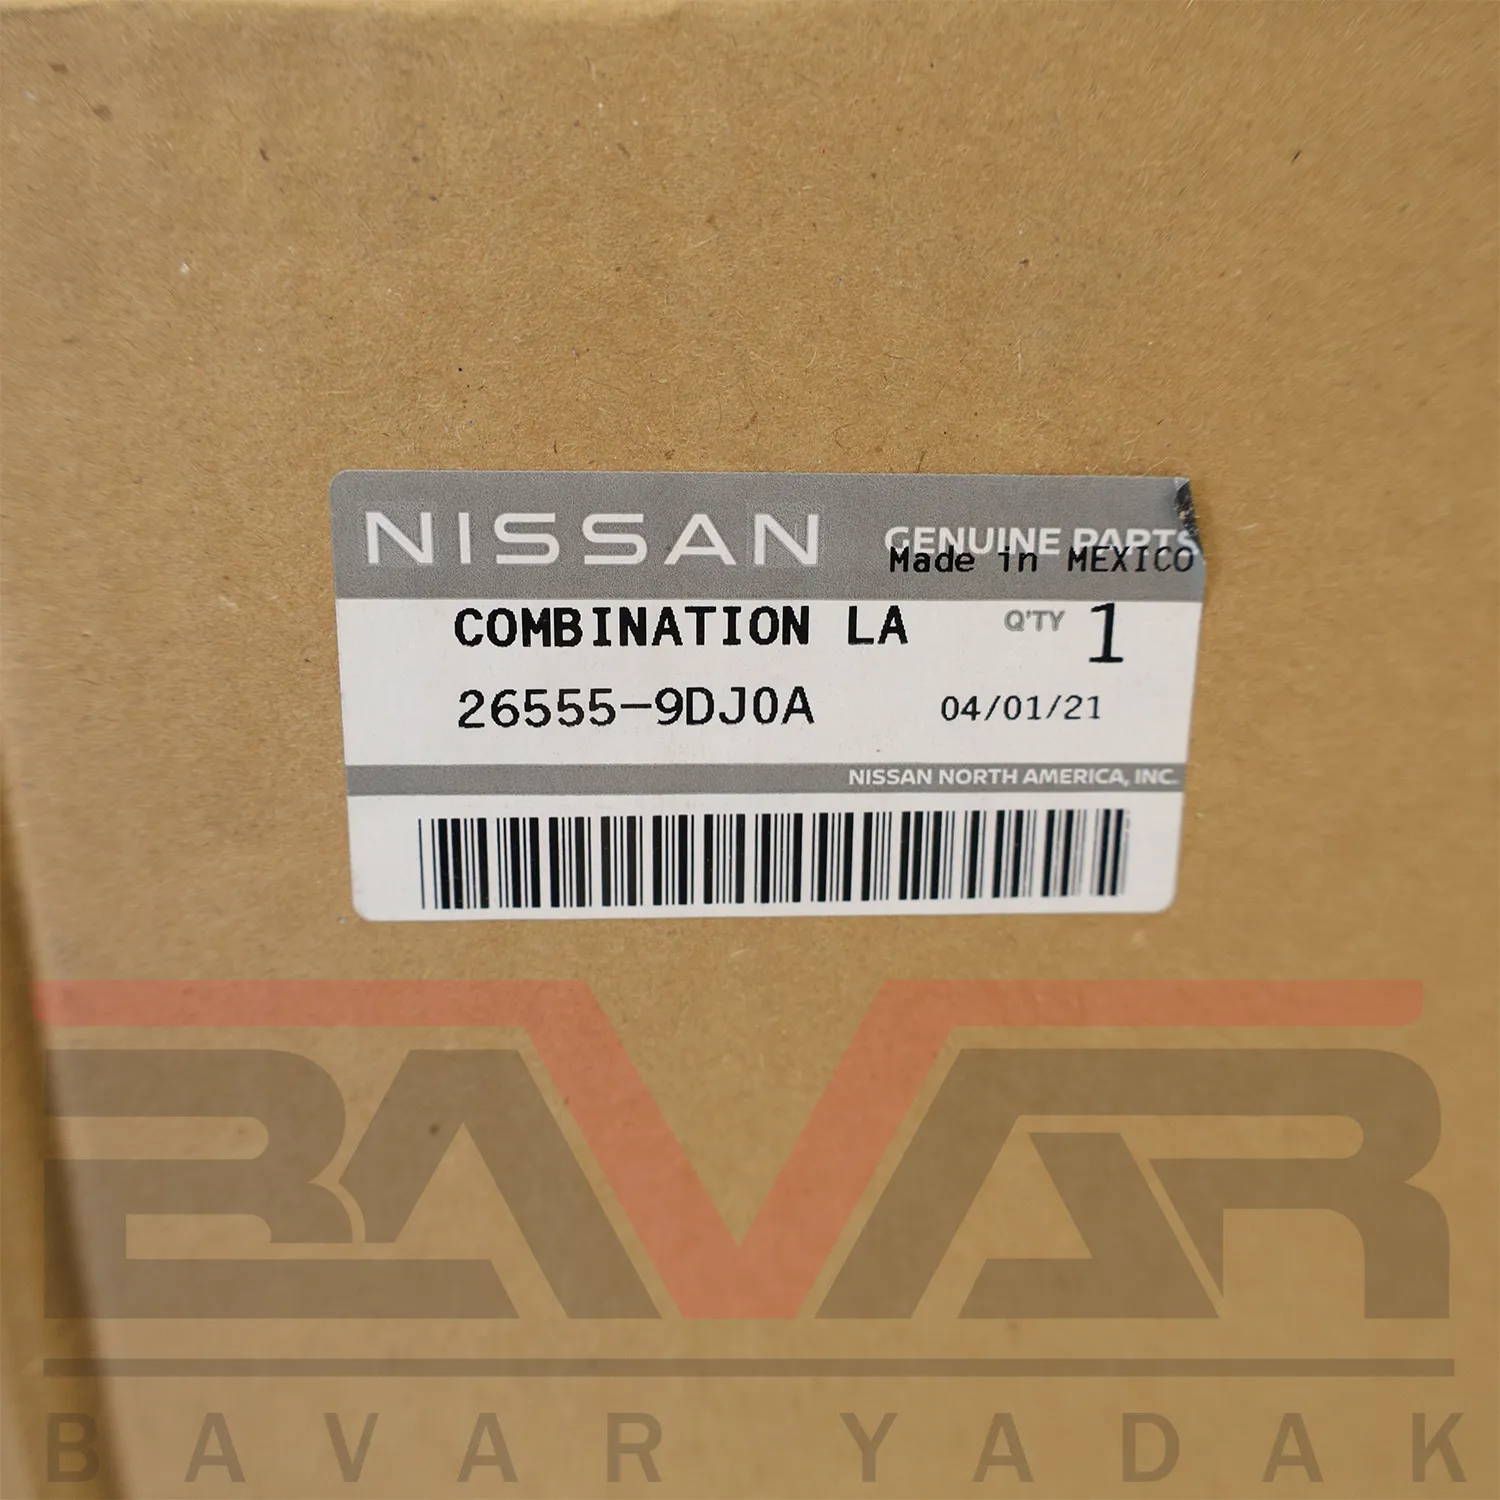 NISSAN GENUINE PARTS
Made in MEXICO
COMBINATION LA Q'TY 1
26555-9DJ0A 04/01/21
NISSAN NORTH AMERICA, INC.
BAVAR
BAVAR YADAK